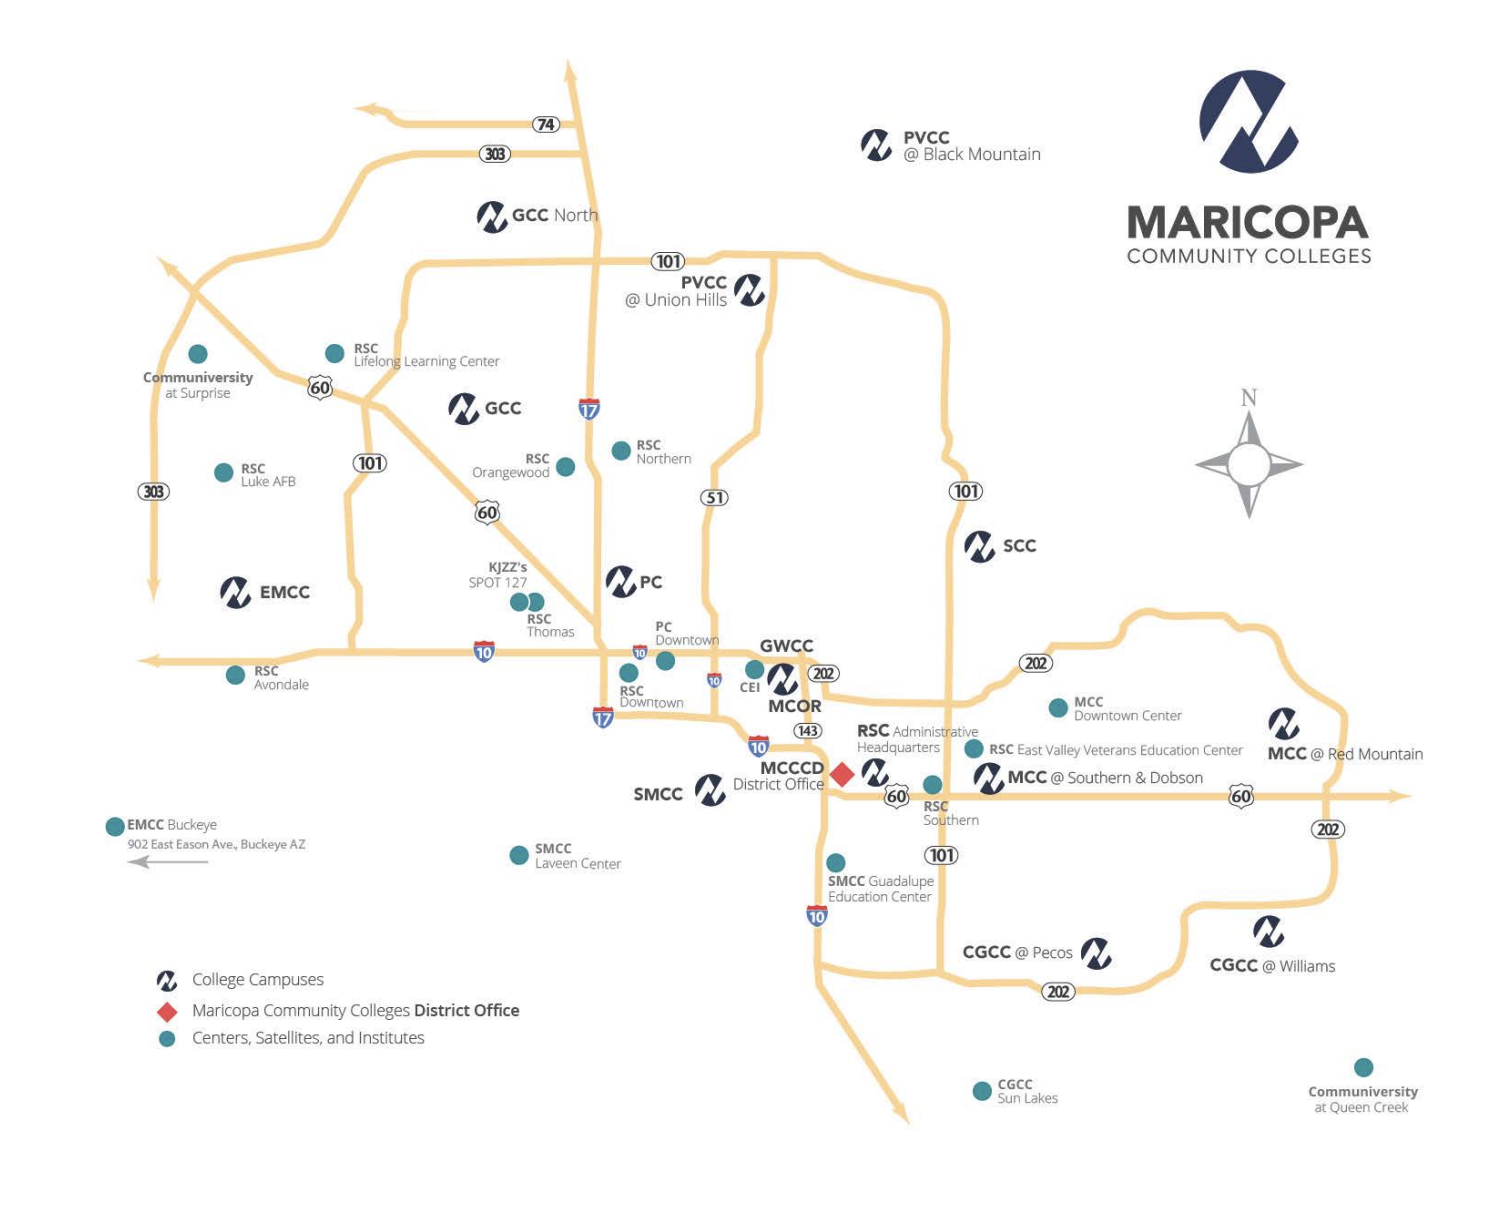 74
303
PVCC
@ Black Mountain
MARICOPA
COMMUNITY COLLEGES
GCC North
101
PVCC
@ Union Hills
RSC
Lifelong Learning Center
Communiversity
at Surprise
60
GCC
17
N
RSC
Northern
RSC
Orangewood
101
RSC
Luke AFB
303
51
101
60
SCC
KJZZ's
SPOT 127
PC
EMCC
RSC
Thomas
PC
Downtown
GWCC
10
10
202
202
RSC
Avondale
10
CEI
RSC
Downtown
MCOR
MCC
Downtown Center
17
143
10
RSC Administrative
Headquarters
RSC East Valley Veterans Education Center
MCC @ Red Mountain
MCCCD
District Office
MCC @ Southern & Dobson
SMCC
60
60
RSC
Southern
EMCC Buckeye
902 East Eason Ave., Buckeye AZ
202
SMCC
Laveen Center
101
SMCC Guadalupe
Education Center
10
CGCC @ Pecos
CGCC @ Williams
202
College Campuses
Maricopa Community Colleges District Office
Centers, Satellites, and Institutes
CGCC
Sun Lakes
Communiversity
at Queen Creek